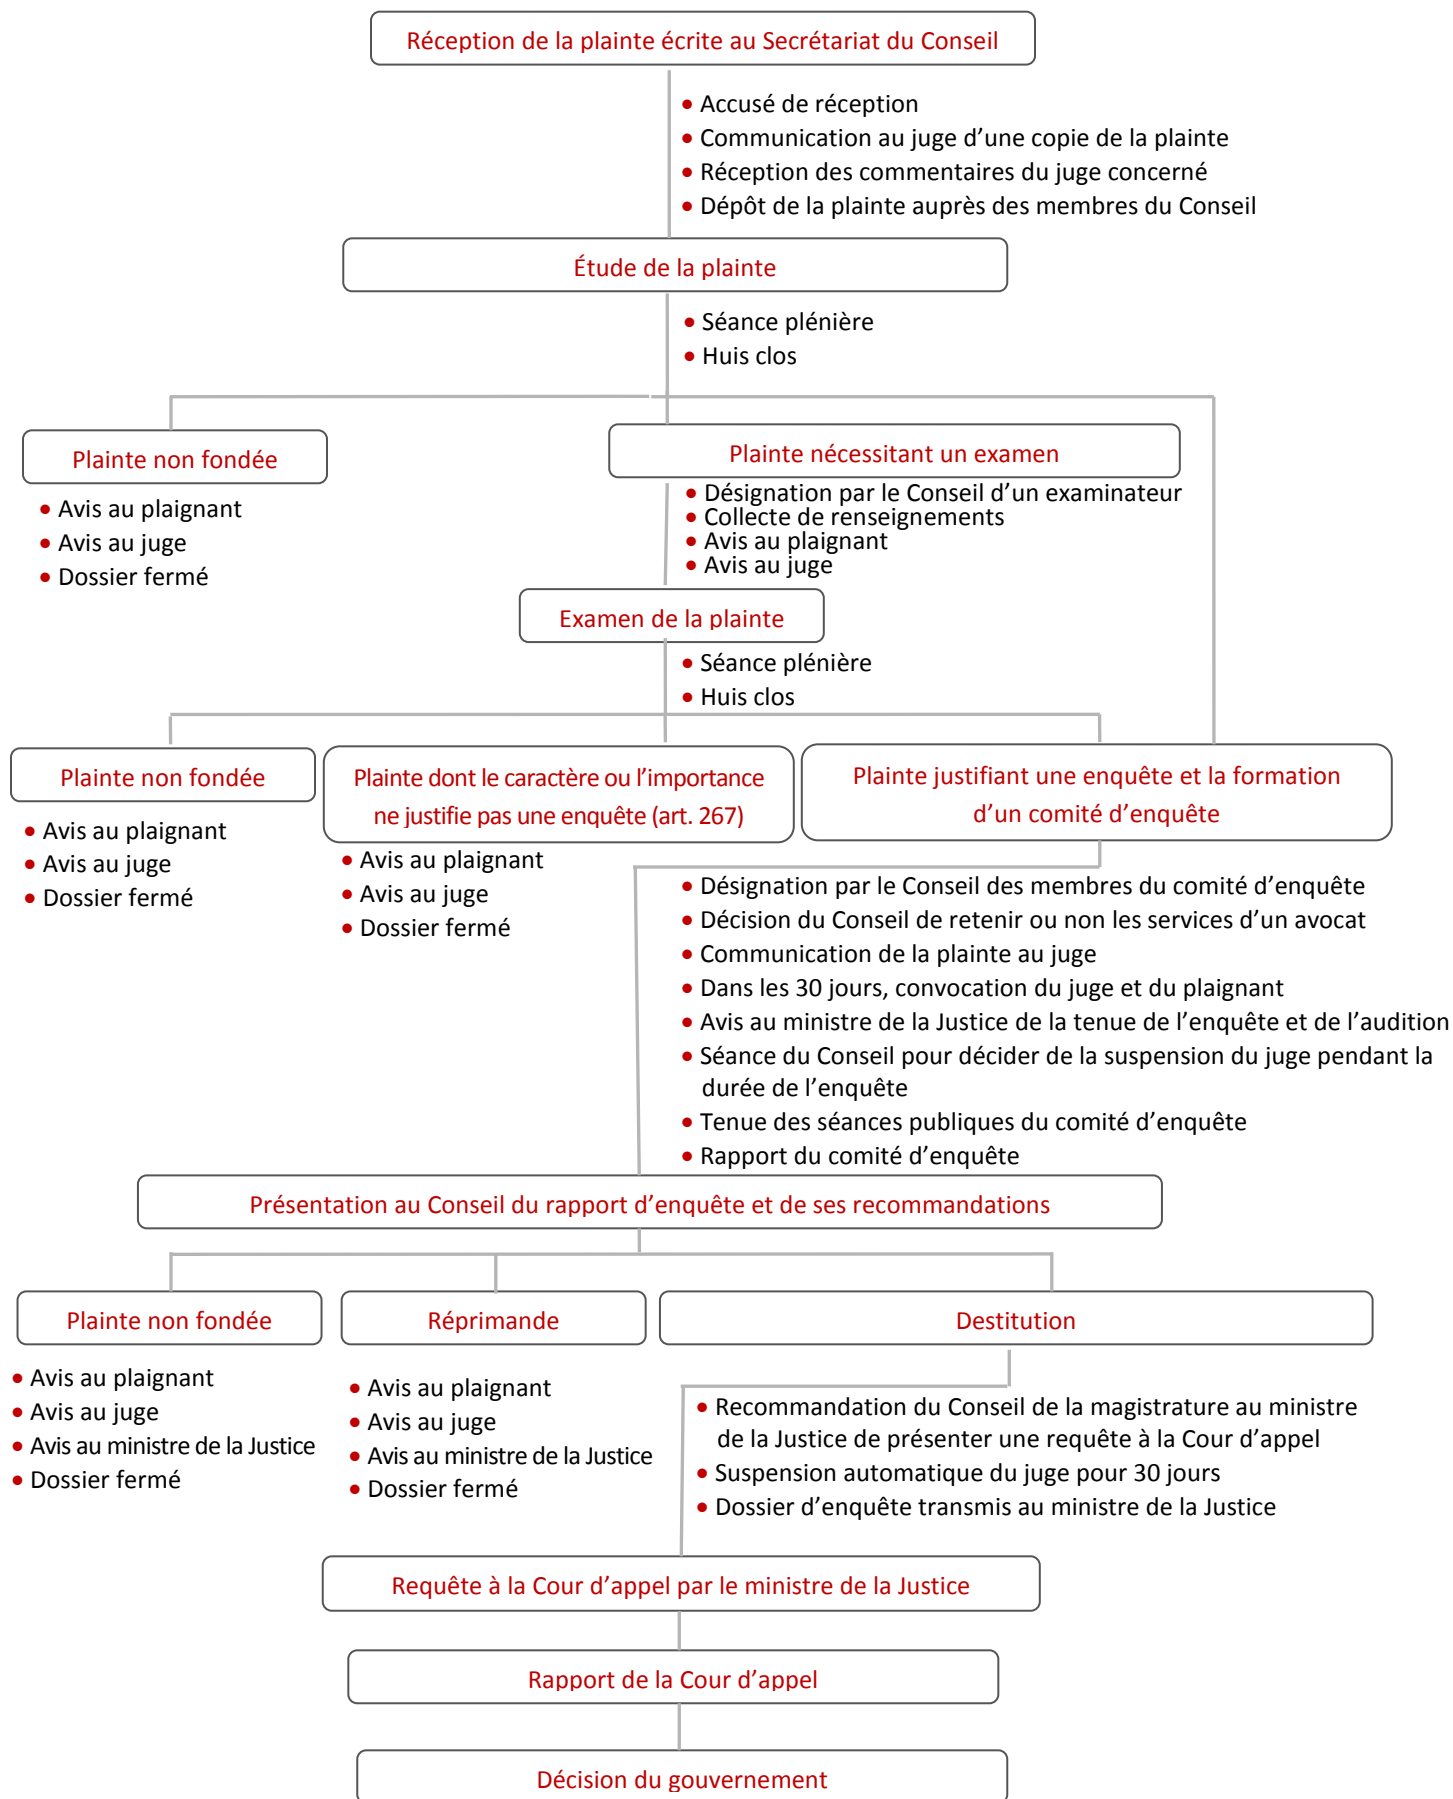 Réception de la plainte écrite au Secrétariat du Conseil
• Accusé de réception
• Communication au juge d’une copie de la plainte
• Réception des commentaires du juge concerné
• Dépôt de la plainte auprès des membres du Conseil
Étude de la plainte
• Séance plénière
• Huis clos
Plainte non fondée
• Avis au plaignant
• Avis au juge
• Dossier fermé
Plainte nécessitant un examen
• Désignation par le Conseil d’un examinateur
• Collecte de renseignements
• Avis au plaignant
• Avis au juge
Examen de la plainte
• Séance plénière
• Huis clos
Plainte non fondée
• Avis au plaignant
• Avis au juge
• Dossier fermé
Plainte dont le caractère ou l’importance
ne justifie pas une enquête (art. 267)
• Avis au plaignant
• Avis au juge
• Dossier fermé
Plainte justifiant une enquête et la formation
d’un comité d’enquête
• Désignation par le Conseil des membres du comité d’enquête
• Décision du Conseil de retenir ou non les services d’un avocat
• Communication de la plainte au juge
• Dans les 30 jours, convocation du juge et du plaignant
• Avis au ministre de la Justice de la tenue de l’enquête et de l’audition
• Séance du Conseil pour décider de la suspension du juge pendant la
durée de l’enquête
• Tenue des séances publiques du comité d’enquête
• Rapport du comité d’enquête
Présentation au Conseil du rapport d’enquête et de ses recommandations
Plainte non fondée
• Avis au plaignant
• Avis au juge
• Avis au ministre de la Justice
• Dossier fermé
Réprimande
• Avis au plaignant
• Avis au juge
• Avis au ministre de la Justice
• Dossier fermé
Destitution
• Recommandation du Conseil de la magistrature au ministre
de la Justice de présenter une requête à la Cour d’appel
• Suspension automatique du juge pour 30 jours
• Dossier d’enquête transmis au ministre de la Justice
Requête à la Cour d’appel par le ministre de la Justice
Rapport de la Cour d’appel
Décision du gouvernement